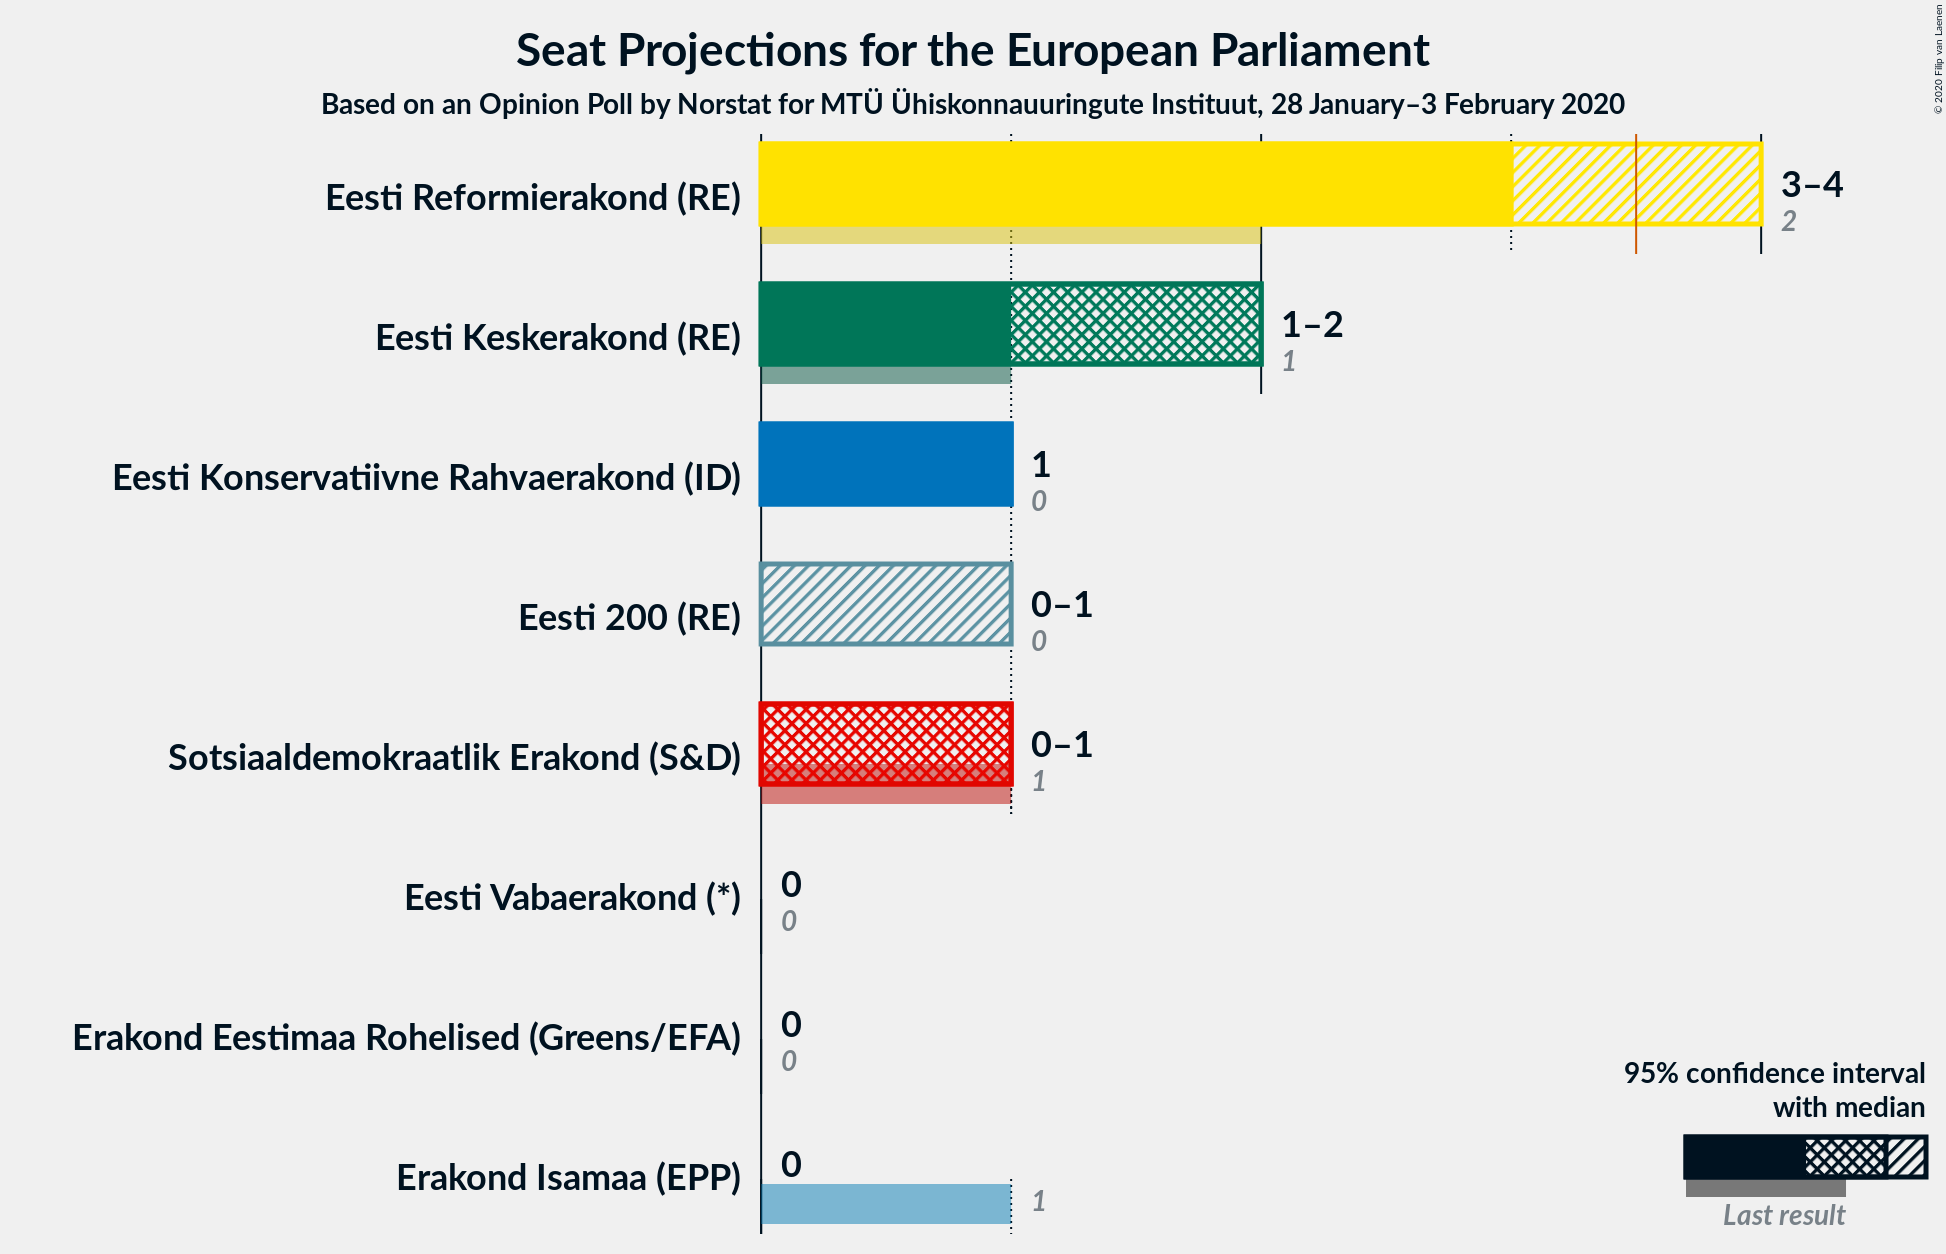 Seat Projections for the European Parliament
Based on an Opinion Poll by Norstat for MTÜ Ühiskonnauuringute Instituut, 28 January–3 February 2020
© 2020 Filip van Laenen
Eesti Reformierakond (RE)
3–4
2
Eesti Keskerakond (RE)
1–2
1
Eesti Konservatiivne Rahvaerakond (ID)
1
0
Eesti 200 (RE)
0–1
0
Sotsiaaldemokraatlik Erakond (S&D)
0–1
1
Eesti Vabaerakond (*)
0
0
Erakond Eestimaa Rohelised (Greens/EFA)
0
0
Erakond Isamaa (EPP)
0
1
95% confidence interval
with median
Last result